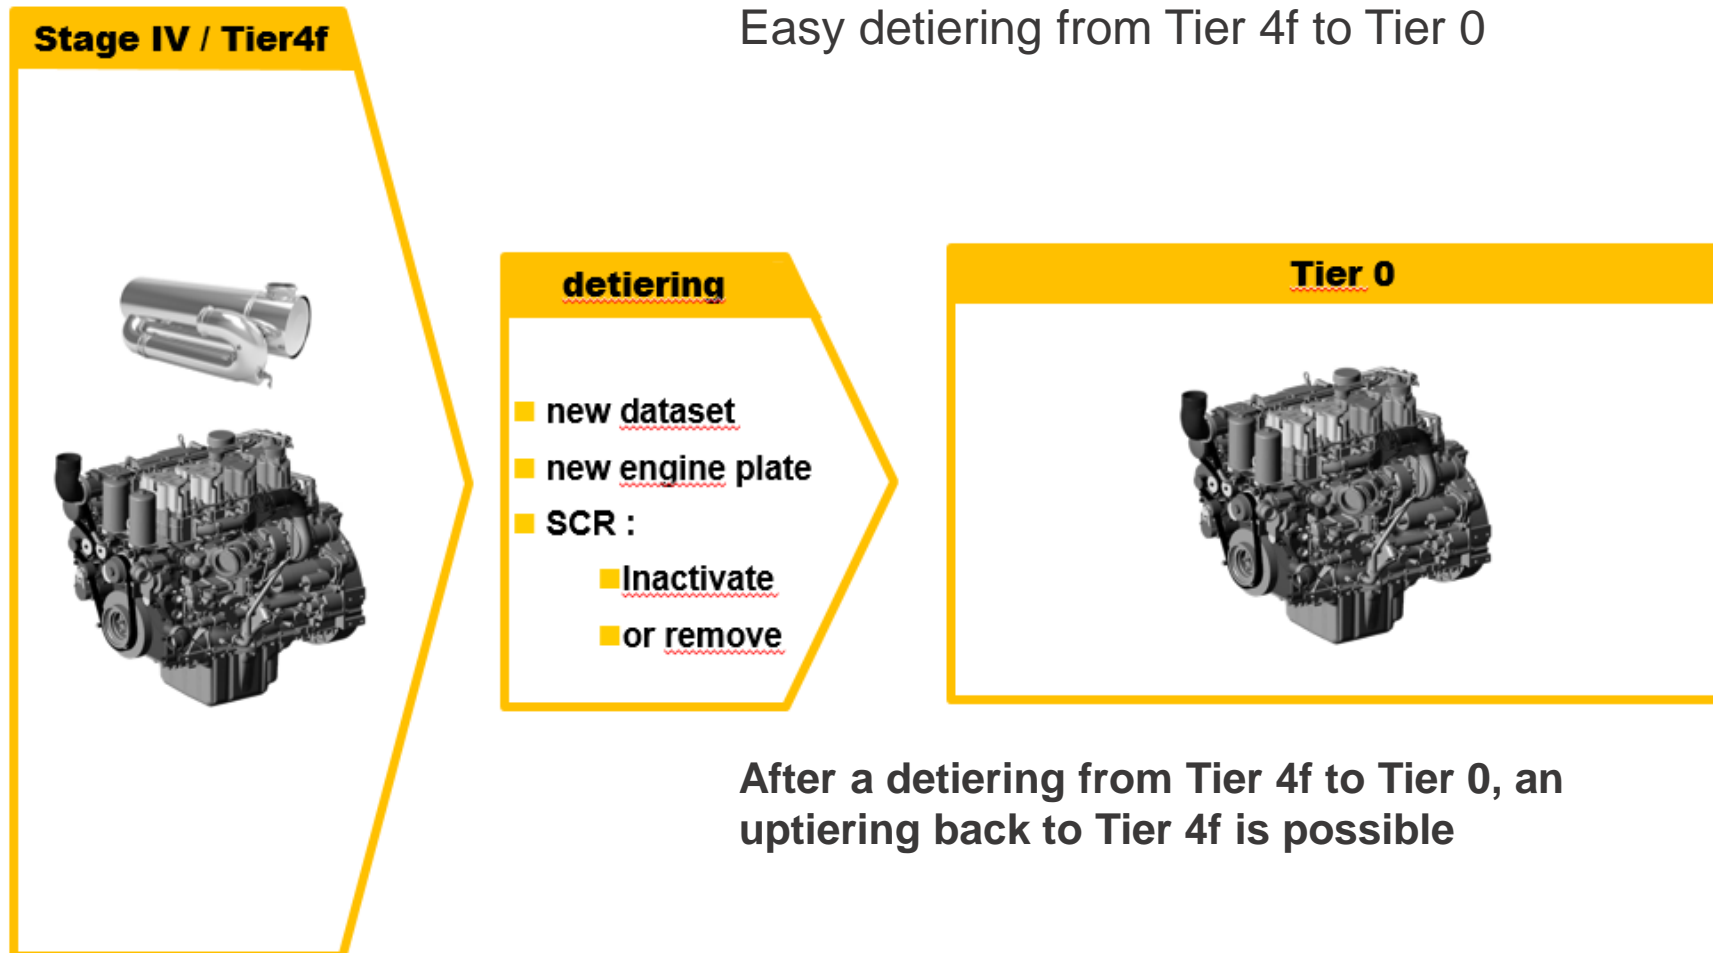 Easy detiering from Tier 4f to Tier 0
Stage IV / Tier4f
detiering
new dataset
new engine plate
SCR :
Inactivate
or remove
Tier 0
After a detiering from Tier 4f to Tier 0, an
uptiering back to Tier 4f is possible